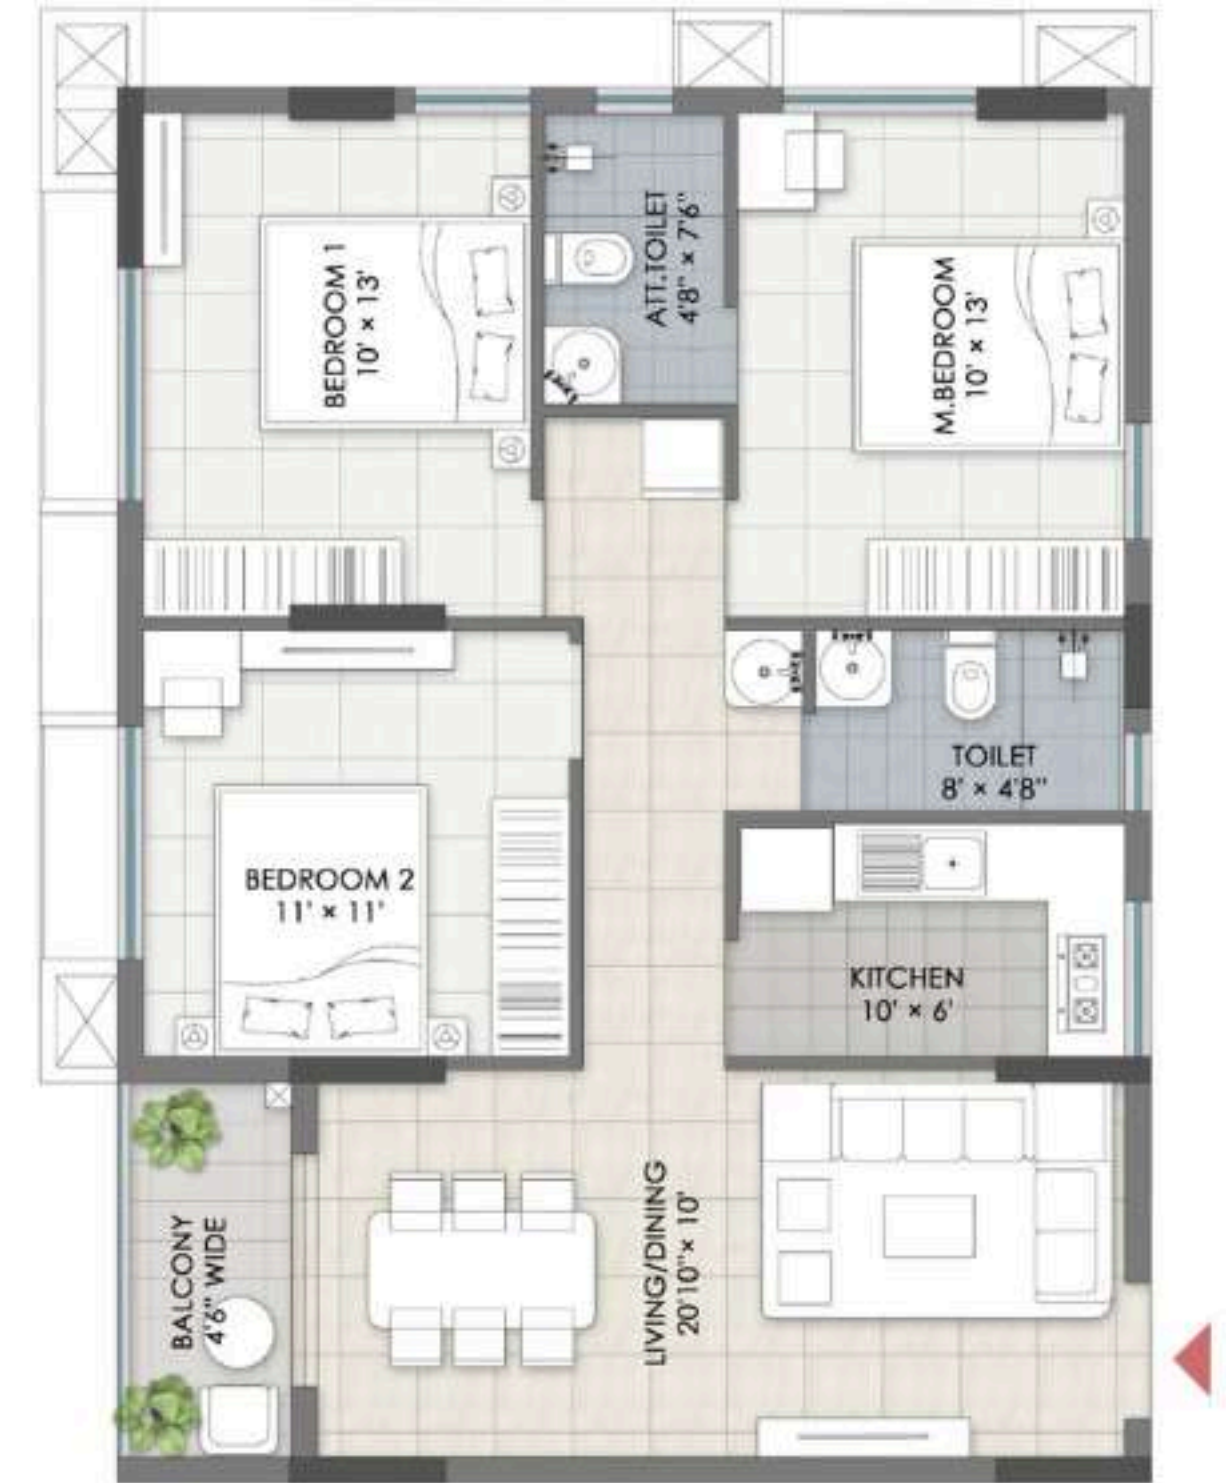 BEDROOM 1
10' × 13'
ATT.TOILET
4'8" × 7'6"
M.BEDROOM
10' × 13'
TOILET
8' × 4'8"
BEDROOM 2
11' × 11'
KITCHEN
10' × 6'
BALCONY
4'6" WIDE
LIVING/DINING
20'10" × 10'